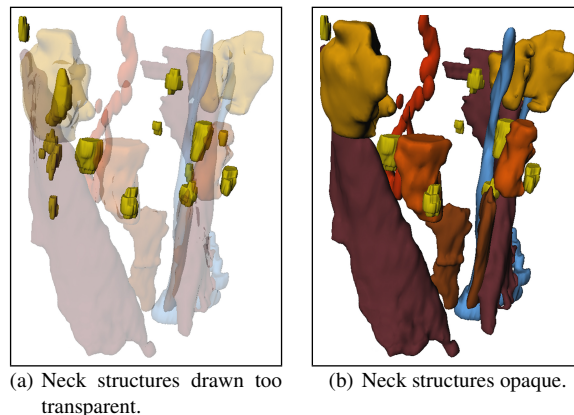 (a) Neck structures drawn too
transparent.
(b) Neck structures opaque.